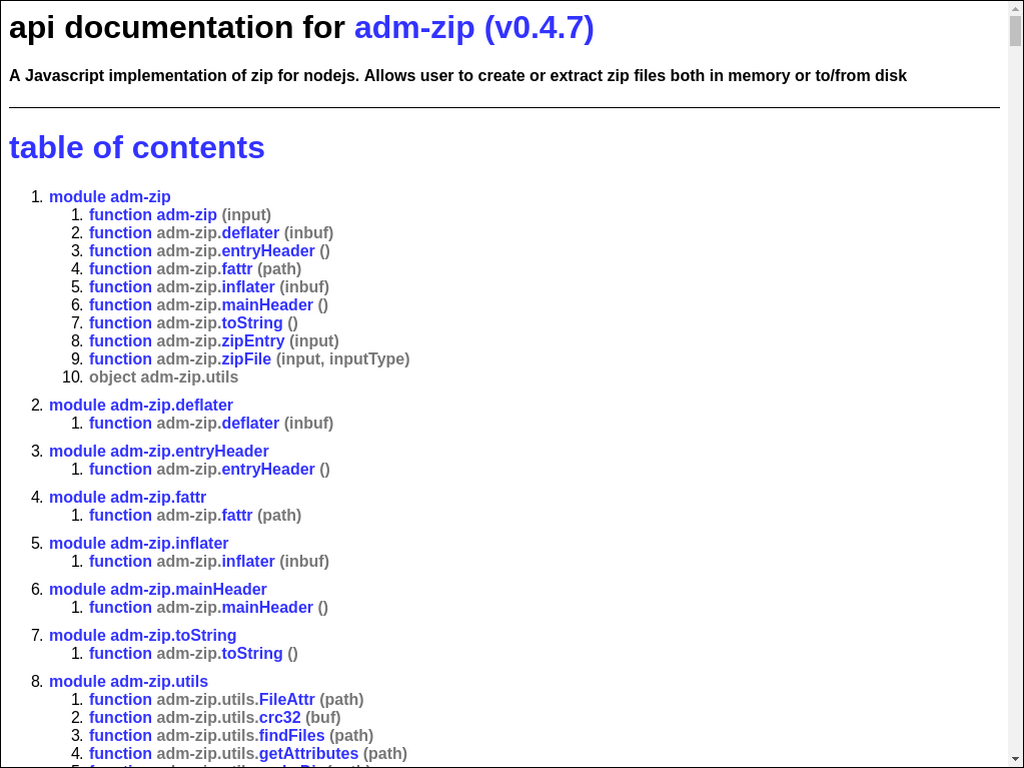 api documentation for adm-zip (v0.4.7)
A Javascript implementation of zip for nodejs. Allows user to create or extract zip files both in memory or to/from disk
table of contents
1. module adm-zip
1. function adm-zip (input)
2. function adm-zip.deflater (inbuf)
3. function adm-zip.entryHeader ()
4. function adm-zip.fattr (path)
5. function adm-zip.inflater (inbuf)
6. function adm-zip.mainHeader ()
7. function adm-zip.toString ()
8. function adm-zip.zipEntry (input)
9. function adm-zip.zipFile (input, inputType)
10. object adm-zip.utils
2. module adm-zip.deflater
1. function adm-zip.deflater (inbuf)
3. module adm-zip.entryHeader
1. function adm-zip.entryHeader ()
4. module adm-zip.fattr
1. function adm-zip.fattr (path)
5. module adm-zip.inflater
1. function adm-zip.inflater (inbuf)
6. module adm-zip.mainHeader
1. function adm-zip.mainHeader ()
7. module adm-zip.toString
1. function adm-zip.toString ()
8. module adm-zip.utils
1. function adm-zip.utils.FileAttr (path)
2. function adm-zip.utils.crc32 (buf)
3. function adm-zip.utils.findFiles (path)
4. function adm-zip.utils.getAttributes (path)